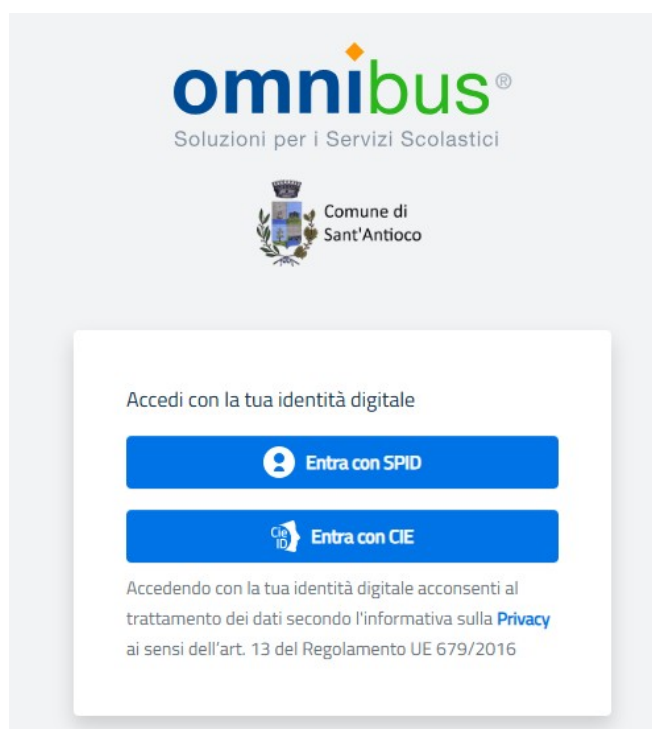 omnibus®
Soluzioni per i Servizi Scolastici
Comune di
Sant'Antioco
Accedi con la tua identità digitale
Entra con SPID
Cie
ID
Entra con CIE
Accedendo con la tua identità digitale acconsenti al
trattamento dei dati secondo l'informativa sulla Privacy
ai sensi dell'art. 13 del Regolamento UE 679/2016